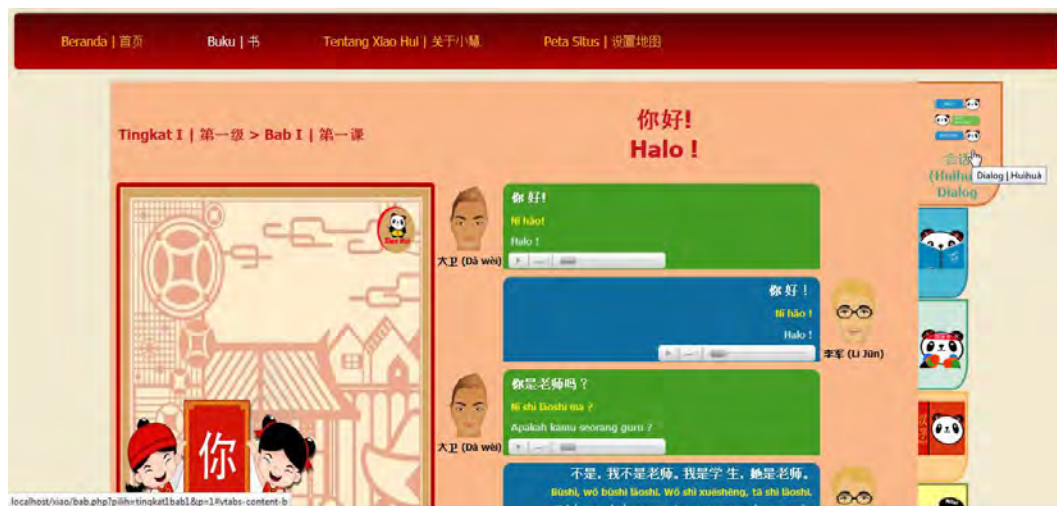 Beranda | 首页
Buku | 书
Tentang Xiao Hui | 关于小慧
Peta Situs | 设置地图
Tingkat I | 第一级 > Bab I | 第一课
你好!
Halo !
会话
Dialog
Dialog | Huìhuà
Xiao Hui
你
你好!
Nǐ hǎo!
Halo !
大卫 (Dà wèi)
你好！
Nǐ hǎo !
Halo !
李军 (Lǐ Jūn)
你是老师吗？
Nǐ shì lǎoshī ma ?
Apakah kamu seorang guru ?
大卫 (Dà wèi)
不是，我不是老师。我是学生，她是老师。
Bùshì, wǒ bùshì lǎoshī. Wǒ shì xuéshēng, tā shì lǎoshī.
localhost/xiao/bab.php?pilih=tingkat1bab1&p=1#vtabs-content-b